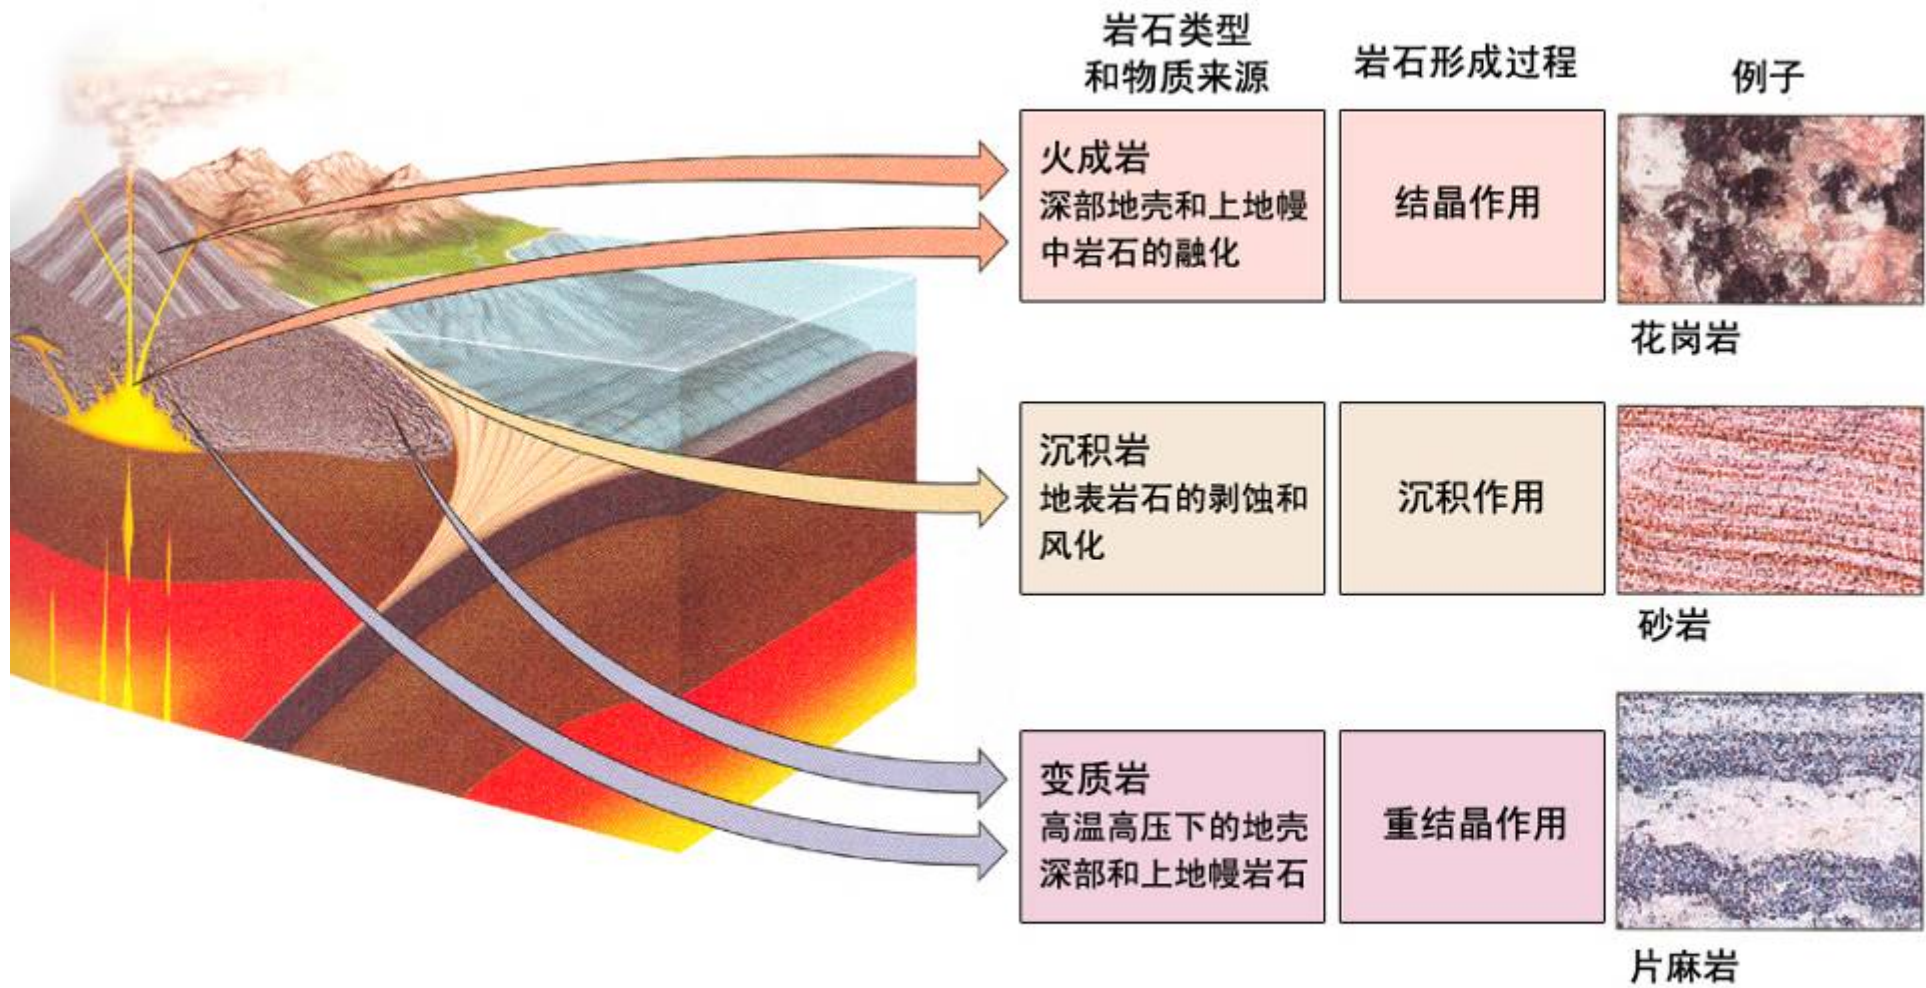 岩石类型
和物质来源
岩石形成过程
例子
火成岩
深部地壳和上地幔
中岩石的融化
结晶作用
花岗岩
沉积岩
地表岩石的剥蚀和
风化
沉积作用
砂岩
变质岩
高温高压下的地壳
深部和上地幔岩石
重结晶作用
片麻岩